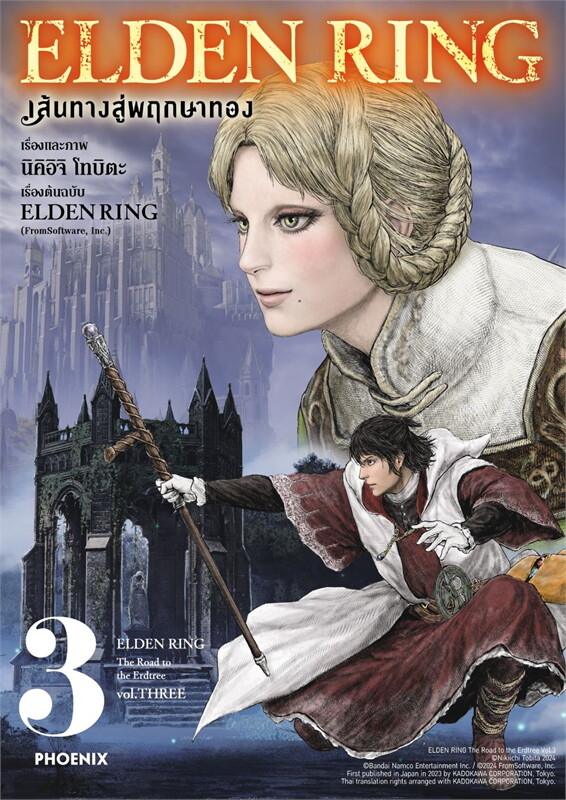 ELDEN RING
เส้นทางสู่พฤกษาทอง
เรื่องและภาพ
นิคิอิจิ โทบิตะ
เรื่องต้นฉบับ
ELDEN RING
(FromSoftware, Inc.)
3
ELDEN RING
The Road to
the Erdtree
vol.THREE
PHOENIX
ELDEN RING The Road to the Erdtree Vol.3
©Nikiichi Tobita 2024
©Bandai Namco Entertainment Inc. / ©2024 FromSoftware, Inc.
First published in Japan in 2023 by KADOKAWA CORPORATION, Tokyo.
Thai translation rights arranged with KADOKAWA CORPORATION, Tokyo.